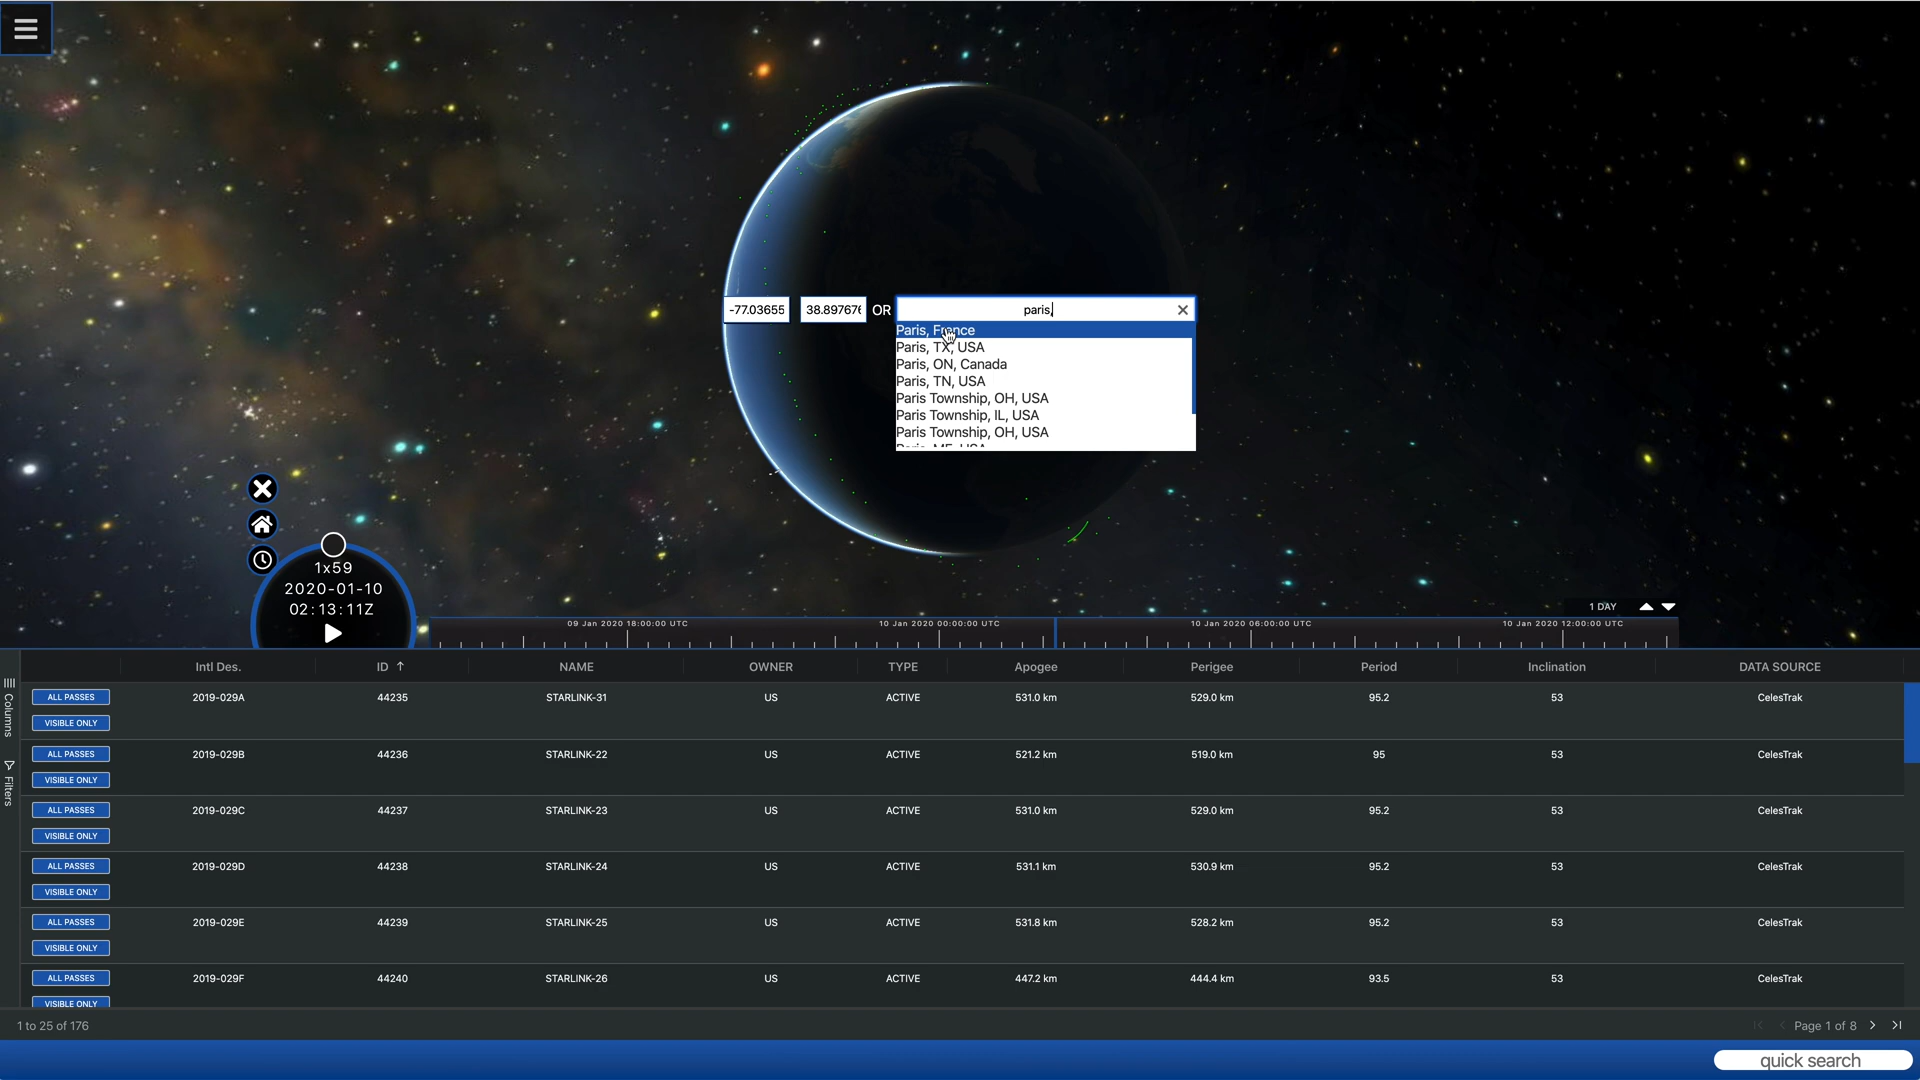 -77.03655 38.897676 OR paris,
Paris, France
Paris, TX, USA
Paris, ON, Canada
Paris, TN, USA
Paris Township, OH, USA
Paris Township, IL, USA
Paris Township, OH, USA
1x59
2020-01-10
02:13:11Z
1 DAY
09 Jan 2020 18:00:00 UTC 10 Jan 2020 00:00:00 UTC 10 Jan 2020 06:00:00 UTC 10 Jan 2020 12:00:00 UTC
Intl Des. ID NAME OWNER TYPE Apogee Perigee Period Inclination DATA SOURCE
Columns
Filters
ALL PASSES 2019-029A 44235 STARLINK-31 US ACTIVE 531.0 km 529.0 km 95.2 53 CelesTrak
VISIBLE ONLY
ALL PASSES 2019-029B 44236 STARLINK-22 US ACTIVE 521.2 km 519.0 km 95 53 CelesTrak
VISIBLE ONLY
ALL PASSES 2019-029C 44237 STARLINK-23 US ACTIVE 531.0 km 529.0 km 95.2 53 CelesTrak
VISIBLE ONLY
ALL PASSES 2019-029D 44238 STARLINK-24 US ACTIVE 531.1 km 530.9 km 95.2 53 CelesTrak
VISIBLE ONLY
ALL PASSES 2019-029E 44239 STARLINK-25 US ACTIVE 531.8 km 528.2 km 95.2 53 CelesTrak
VISIBLE ONLY
ALL PASSES 2019-029F 44240 STARLINK-26 US ACTIVE 447.2 km 444.4 km 93.5 53 CelesTrak
VISIBLE ONLY
1 to 25 of 176 Page 1 of 8
quick search